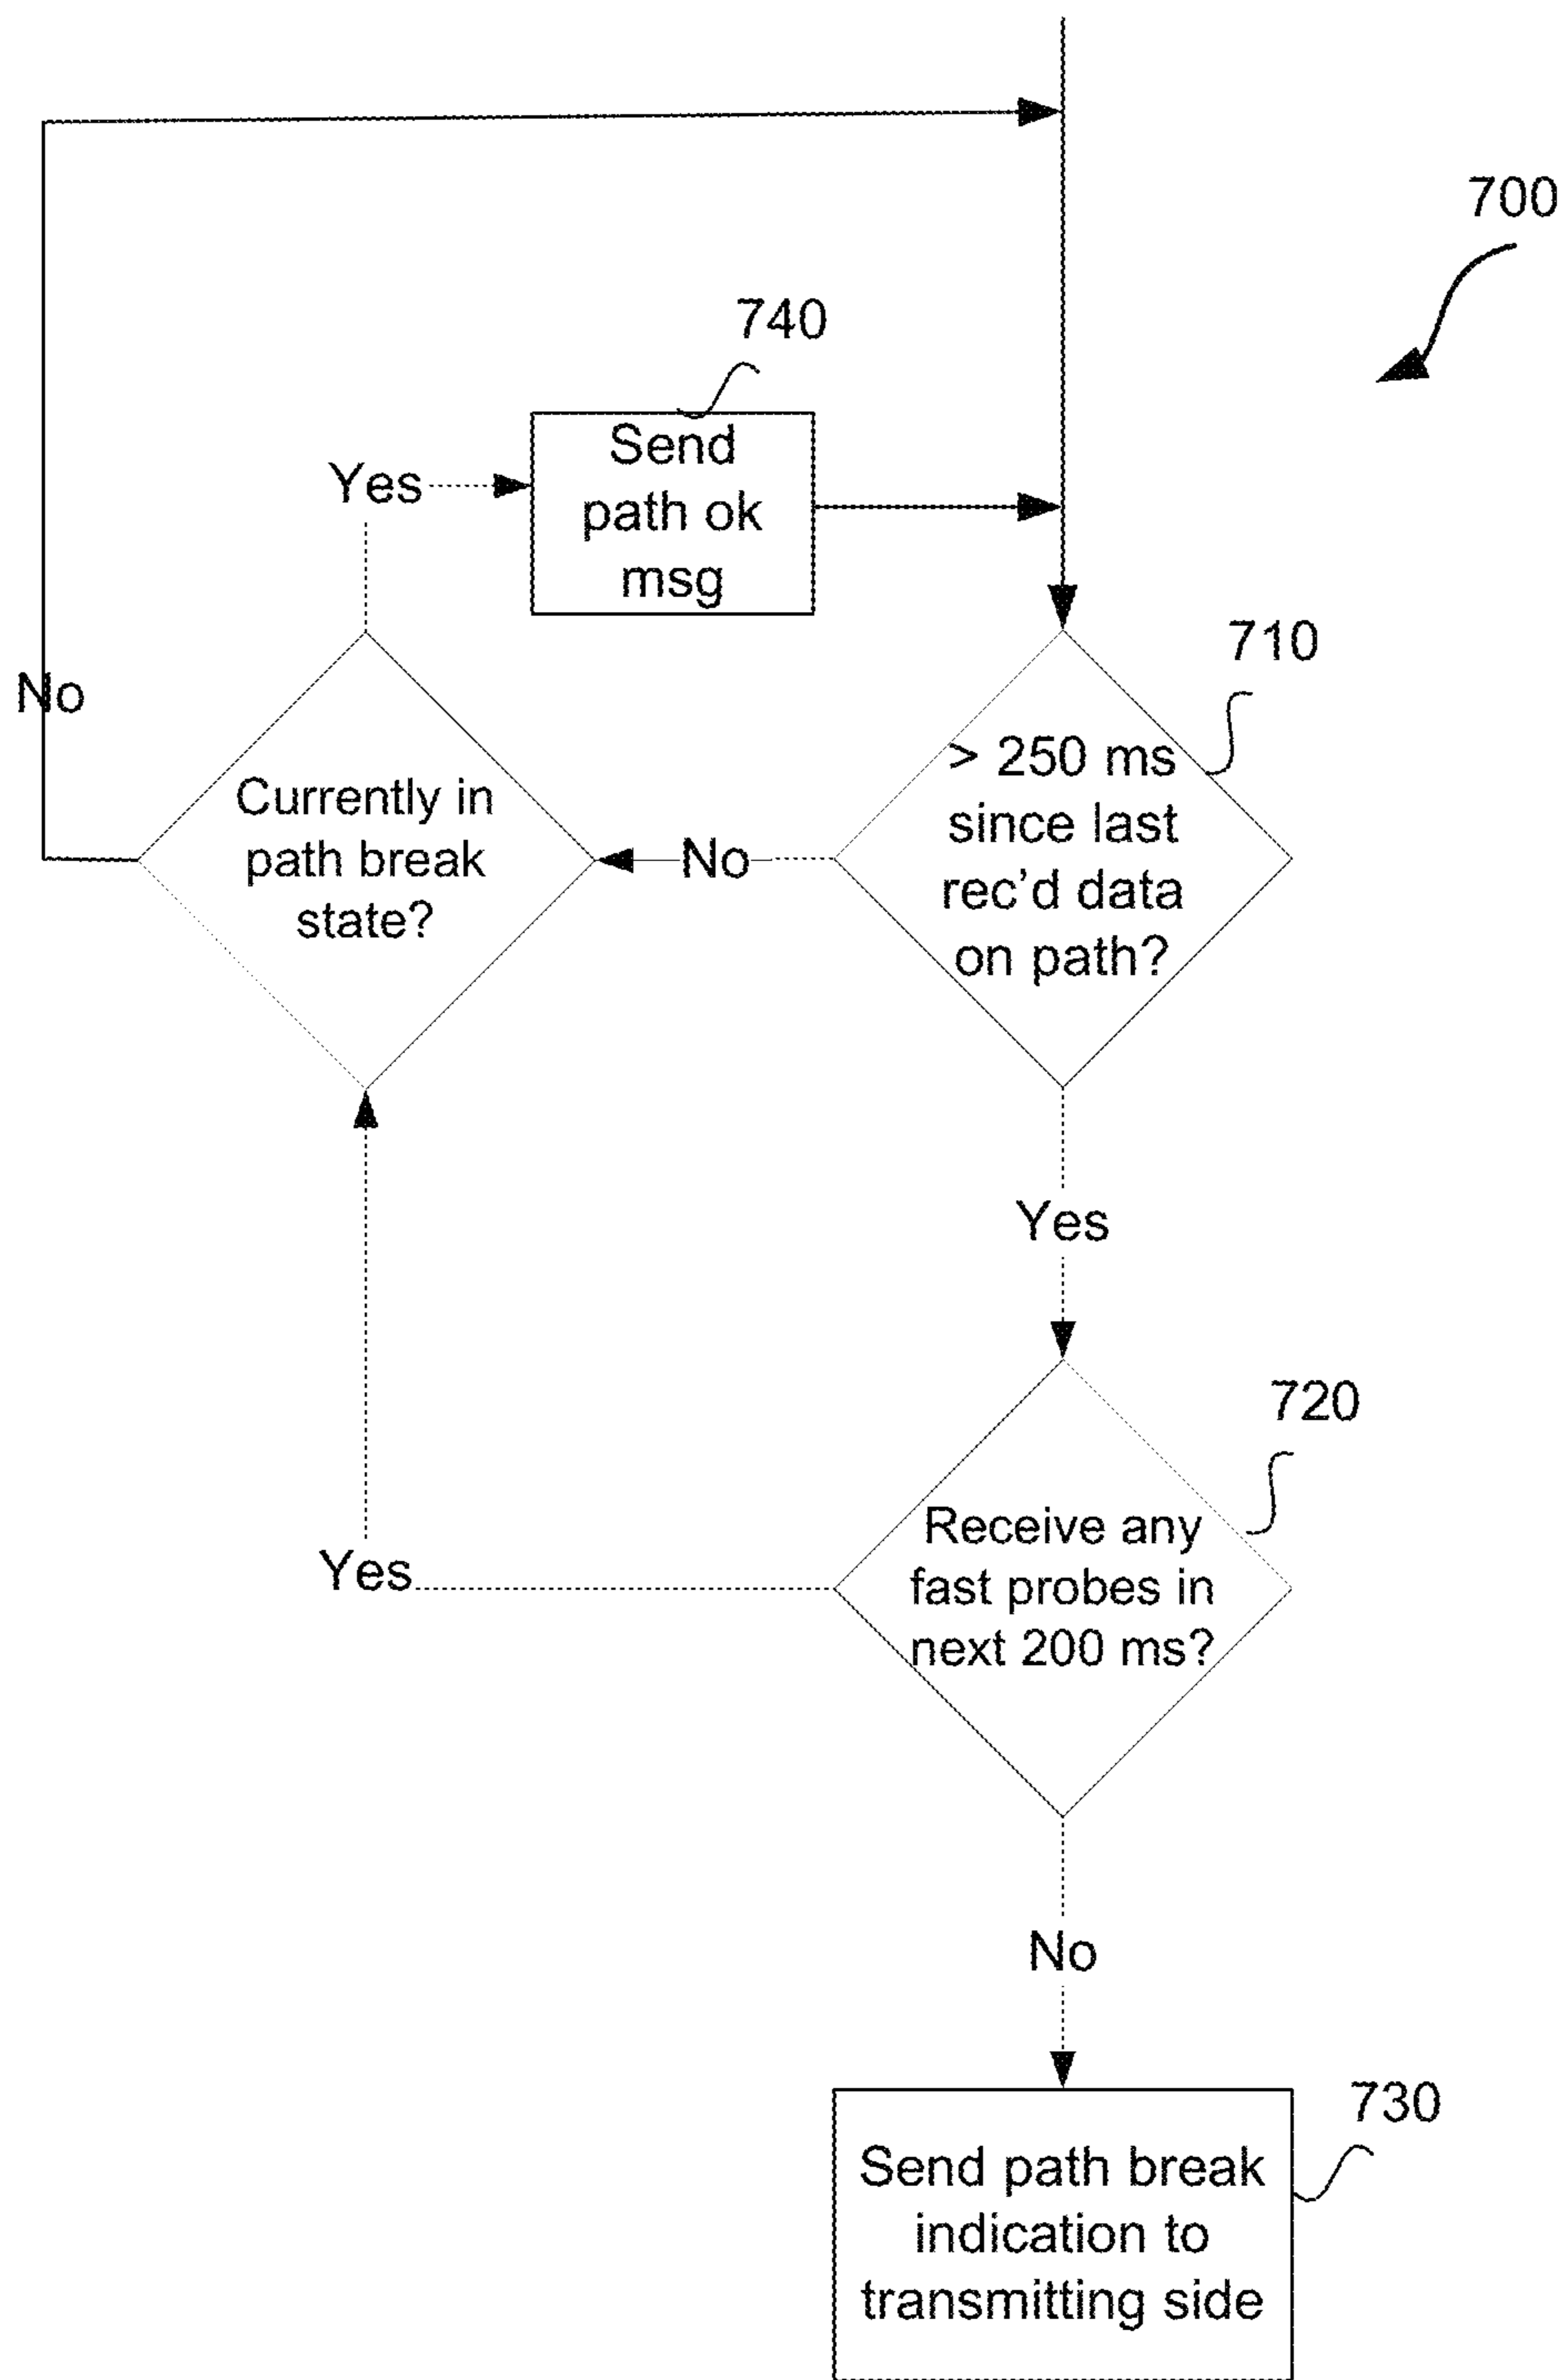 700
740
Yes
Send
path ok
msg
710
No
Currently in
path break
state?
No
> 250 ms
since last
rec'd data
on path?
Yes
720
Receive any
fast probes in
next 200 ms?
Yes
No
730
Send path break
indication to
transmitting side